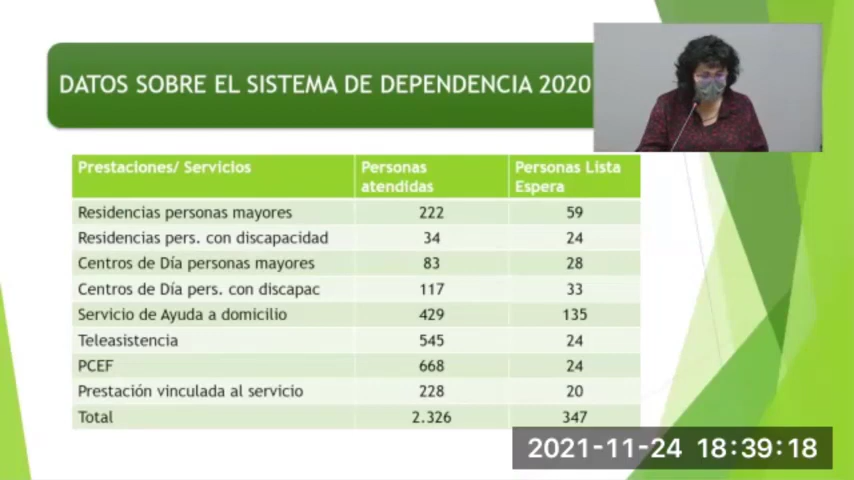 DATOS SOBRE EL SISTEMA DE DEPENDENCIA 2020
Prestaciones/ Servicios Personas atendidas Personas Lista Espera
Residencias personas mayores 222 59
Residencias pers. con discapacidad 34 24
Centros de Día personas mayores 83 28
Centros de Día pers. con discapac 117 33
Servicio de Ayuda a domicilio 429 135
Teleasistencia 545 24
PCEF 668 24
Prestación vinculada al servicio 228 20
Total 2.326 347
2021-11-24 18:39:18